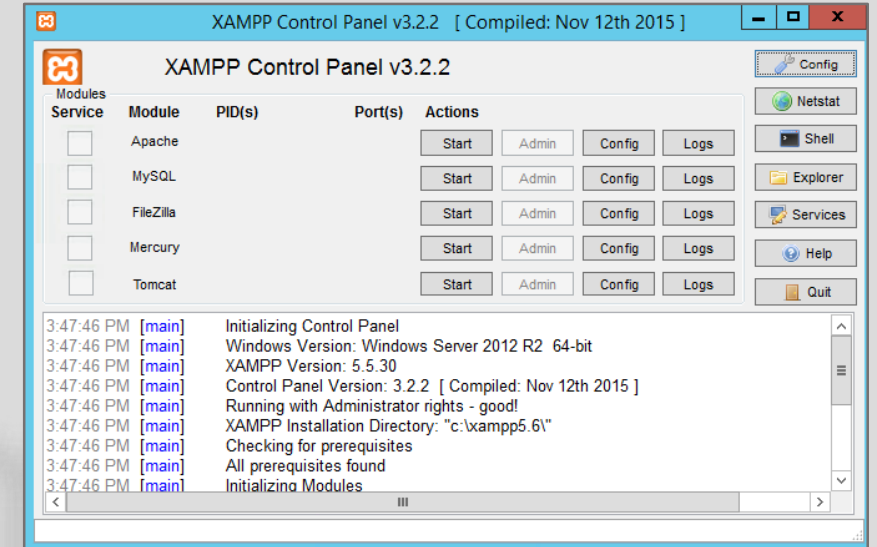 XAMPP Control Panel v3.2.2 [ Compiled: Nov 12th 2015 ]
XAMPP Control Panel v3.2.2
Config
Modules
Service Module PID(s) Port(s) Actions
Netstat
Apache Start Admin Config Logs
Shell
MySQL Start Admin Config Logs
Explorer
FileZilla Start Admin Config Logs
Services
Mercury Start Admin Config Logs
Help
Tomcat Start Admin Config Logs
Quit
3:47:46 PM [main] Initializing Control Panel
3:47:46 PM [main] Windows Version: Windows Server 2012 R2 64-bit
3:47:46 PM [main] XAMPP Version: 5.5.30
3:47:46 PM [main] Control Panel Version: 3.2.2 [ Compiled: Nov 12th 2015 ]
3:47:46 PM [main] Running with Administrator rights - good!
3:47:46 PM [main] XAMPP Installation Directory: "c:\xampp5.6\"
3:47:46 PM [main] Checking for prerequisites
3:47:46 PM [main] All prerequisites found
3:47:46 PM [main] Initializing Modules